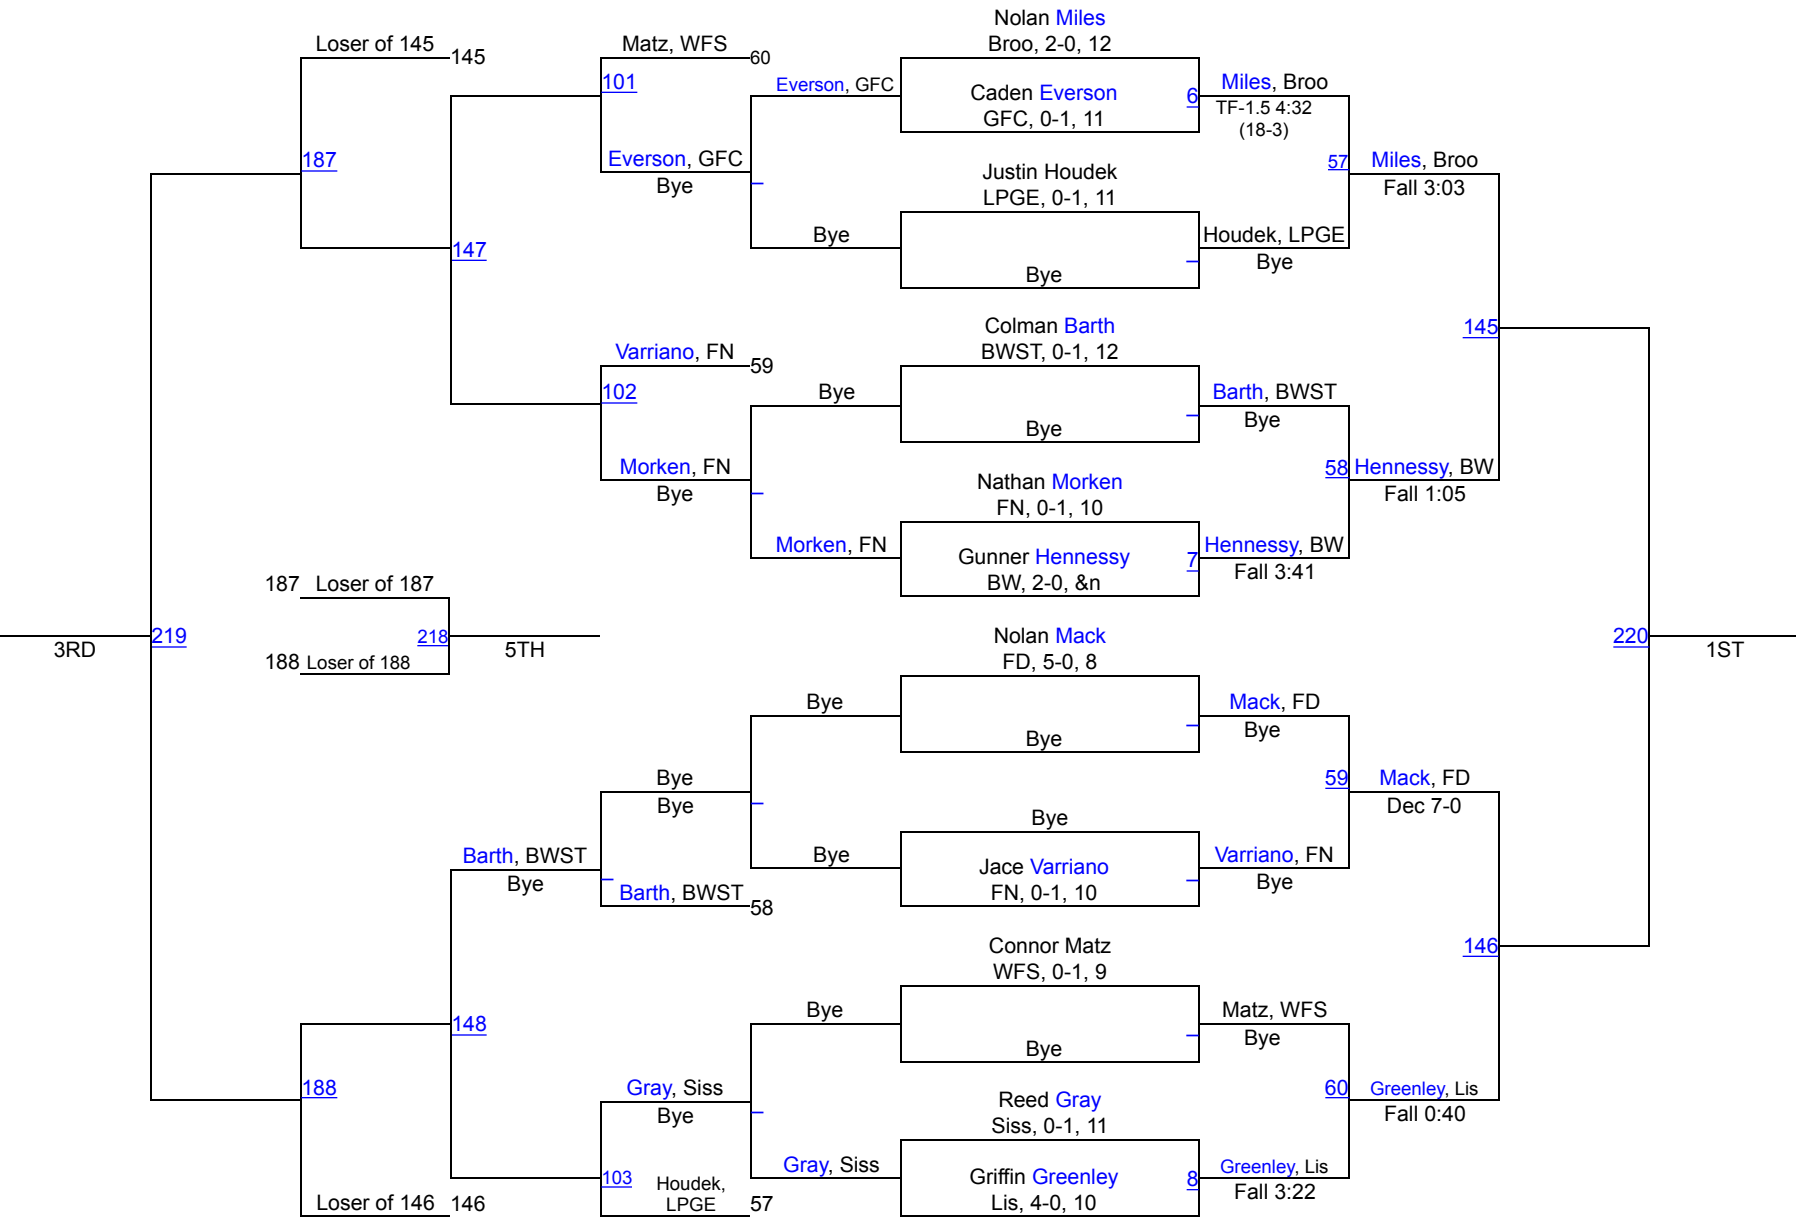 Nolan Miles
Broo, 2-0, 12
Loser of 145
145
Matz, WFS
60
101
Everson, GFC
Caden Everson
GFC, 0-1, 11
6
Miles, Broo
TF-1.5 4:32
(18-3)
187
Everson, GFC
Bye
Justin Houdek
LPGE, 0-1, 11
57
Miles, Broo
Fall 3:03
147
Bye
Bye
Houdek, LPGE
Bye
Colman Barth
BWST, 0-1, 12
145
Varriano, FN
59
102
Bye
Bye
Barth, BWST
Bye
Morken, FN
Bye
Nathan Morken
FN, 0-1, 10
58
Hennessy, BW
Fall 1:05
Morken, FN
Gunner Hennessy
BW, 2-0, &n
7
Hennessy, BW
Fall 3:41
187
Loser of 187
219
3RD
218
5TH
188
Loser of 188
Nolan Mack
FD, 5-0, 8
220
1ST
Bye
Bye
Mack, FD
Bye
Bye
Bye
59
Mack, FD
Dec 7-0
Bye
Barth, BWST
Bye
Bye
Jace Varriano
FN, 0-1, 10
Varriano, FN
Bye
Barth, BWST
58
Connor Matz
WFS, 0-1, 9
146
148
Bye
Bye
Matz, WFS
Bye
188
Gray, Siss
Bye
Reed Gray
Siss, 0-1, 11
60
Greenley, Lis
Fall 0:40
Gray, Siss
Griffin Greenley
Lis, 4-0, 10
8
Greenley, Lis
Fall 3:22
103
Houdek,
LPGE
57
Loser of 146
146